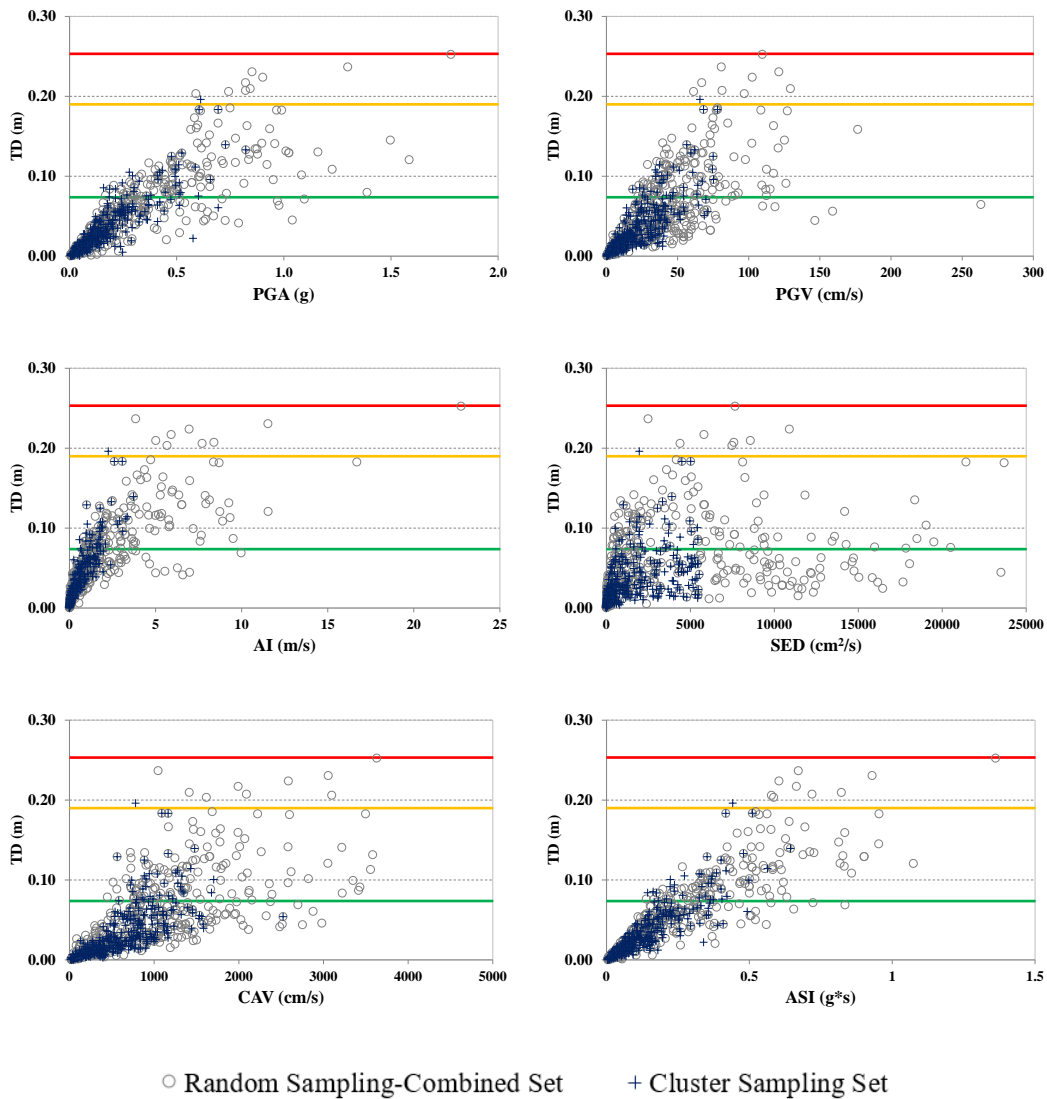 0.30
0.20
0.10
0.00
TD (m)
0.0 0.5 1.0 1.5 2.0
PGA (g)
0.30
0.20
0.10
0.00
TD (m)
0 50 100 150 200 250 300
PGV (cm/s)
0.30
0.20
0.10
0.00
TD (m)
0 5 10 15 20 25
AI (m/s)
0.30
0.20
0.10
0.00
TD (m)
0 5000 10000 15000 20000 25000
SED (cm²/s)
0.30
0.20
0.10
0.00
TD (m)
0 1000 2000 3000 4000 5000
CAV (cm/s)
0.30
0.20
0.10
0.00
TD (m)
0 0.5 1 1.5
ASI (g*s)
Random Sampling-Combined Set Cluster Sampling Set